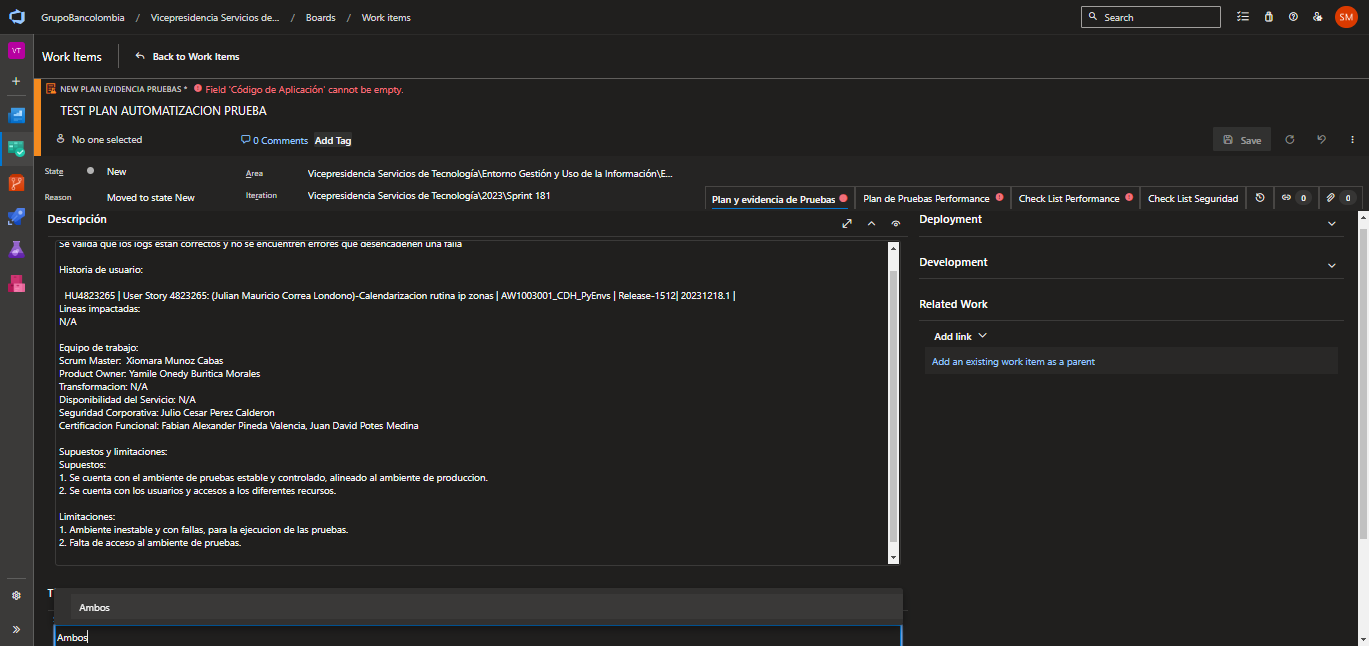 GrupoBancolombia / Vicepresidencia Servicios de... / Boards / Work items
Search
SM
VT
Work Items
Back to Work Items
NEW PLAN EVIDENCIA PRUEBAS * Field 'Código de Aplicación' cannot be empty.
TEST PLAN AUTOMATIZACION PRUEBA
No one selected
0 Comments
Add Tag
Save
State
New
Area
Vicepresidencia Servicios de Tecnología\Entorno Gestión y Uso de la Información\E...
Reason
Moved to state New
Iteration
Vicepresidencia Servicios de Tecnología\2023\Sprint 181
Plan y evidencia de Pruebas
Plan de Pruebas Performance
Check List Performance
Check List Seguridad
0
0
Descripción
Se valida que los logs estan correctos y no se encuentren errores que desencadenen una falla
Historia de usuario:
HU4823265 | User Story 4823265: (Julian Mauricio Correa Londono)-Calendarizacion rutina ip zonas | AW1003001_CDH_PyEnvs | Release-1512| 20231218.1 |
Lineas impactadas:
N/A
Equipo de trabajo:
Scrum Master: Xiomara Munoz Cabas
Product Owner: Yamile Onedy Buritica Morales
Transformacion: N/A
Disponibilidad del Servicio: N/A
Seguridad Corporativa: Julio Cesar Perez Calderon
Certificacion Funcional: Fabian Alexander Pineda Valencia, Juan David Potes Medina
Supuestos y limitaciones:
Supuestos:
1. Se cuenta con el ambiente de pruebas estable y controlado, alineado al ambiente de produccion.
2. Se cuenta con los usuarios y accesos a los diferentes recursos.
Limitaciones:
1. Ambiente inestable y con fallas, para la ejecucion de las pruebas.
2. Falta de acceso al ambiente de pruebas.
T
Ambos
Ambos
Deployment
Development
Related Work
Add link
Add an existing work item as a parent